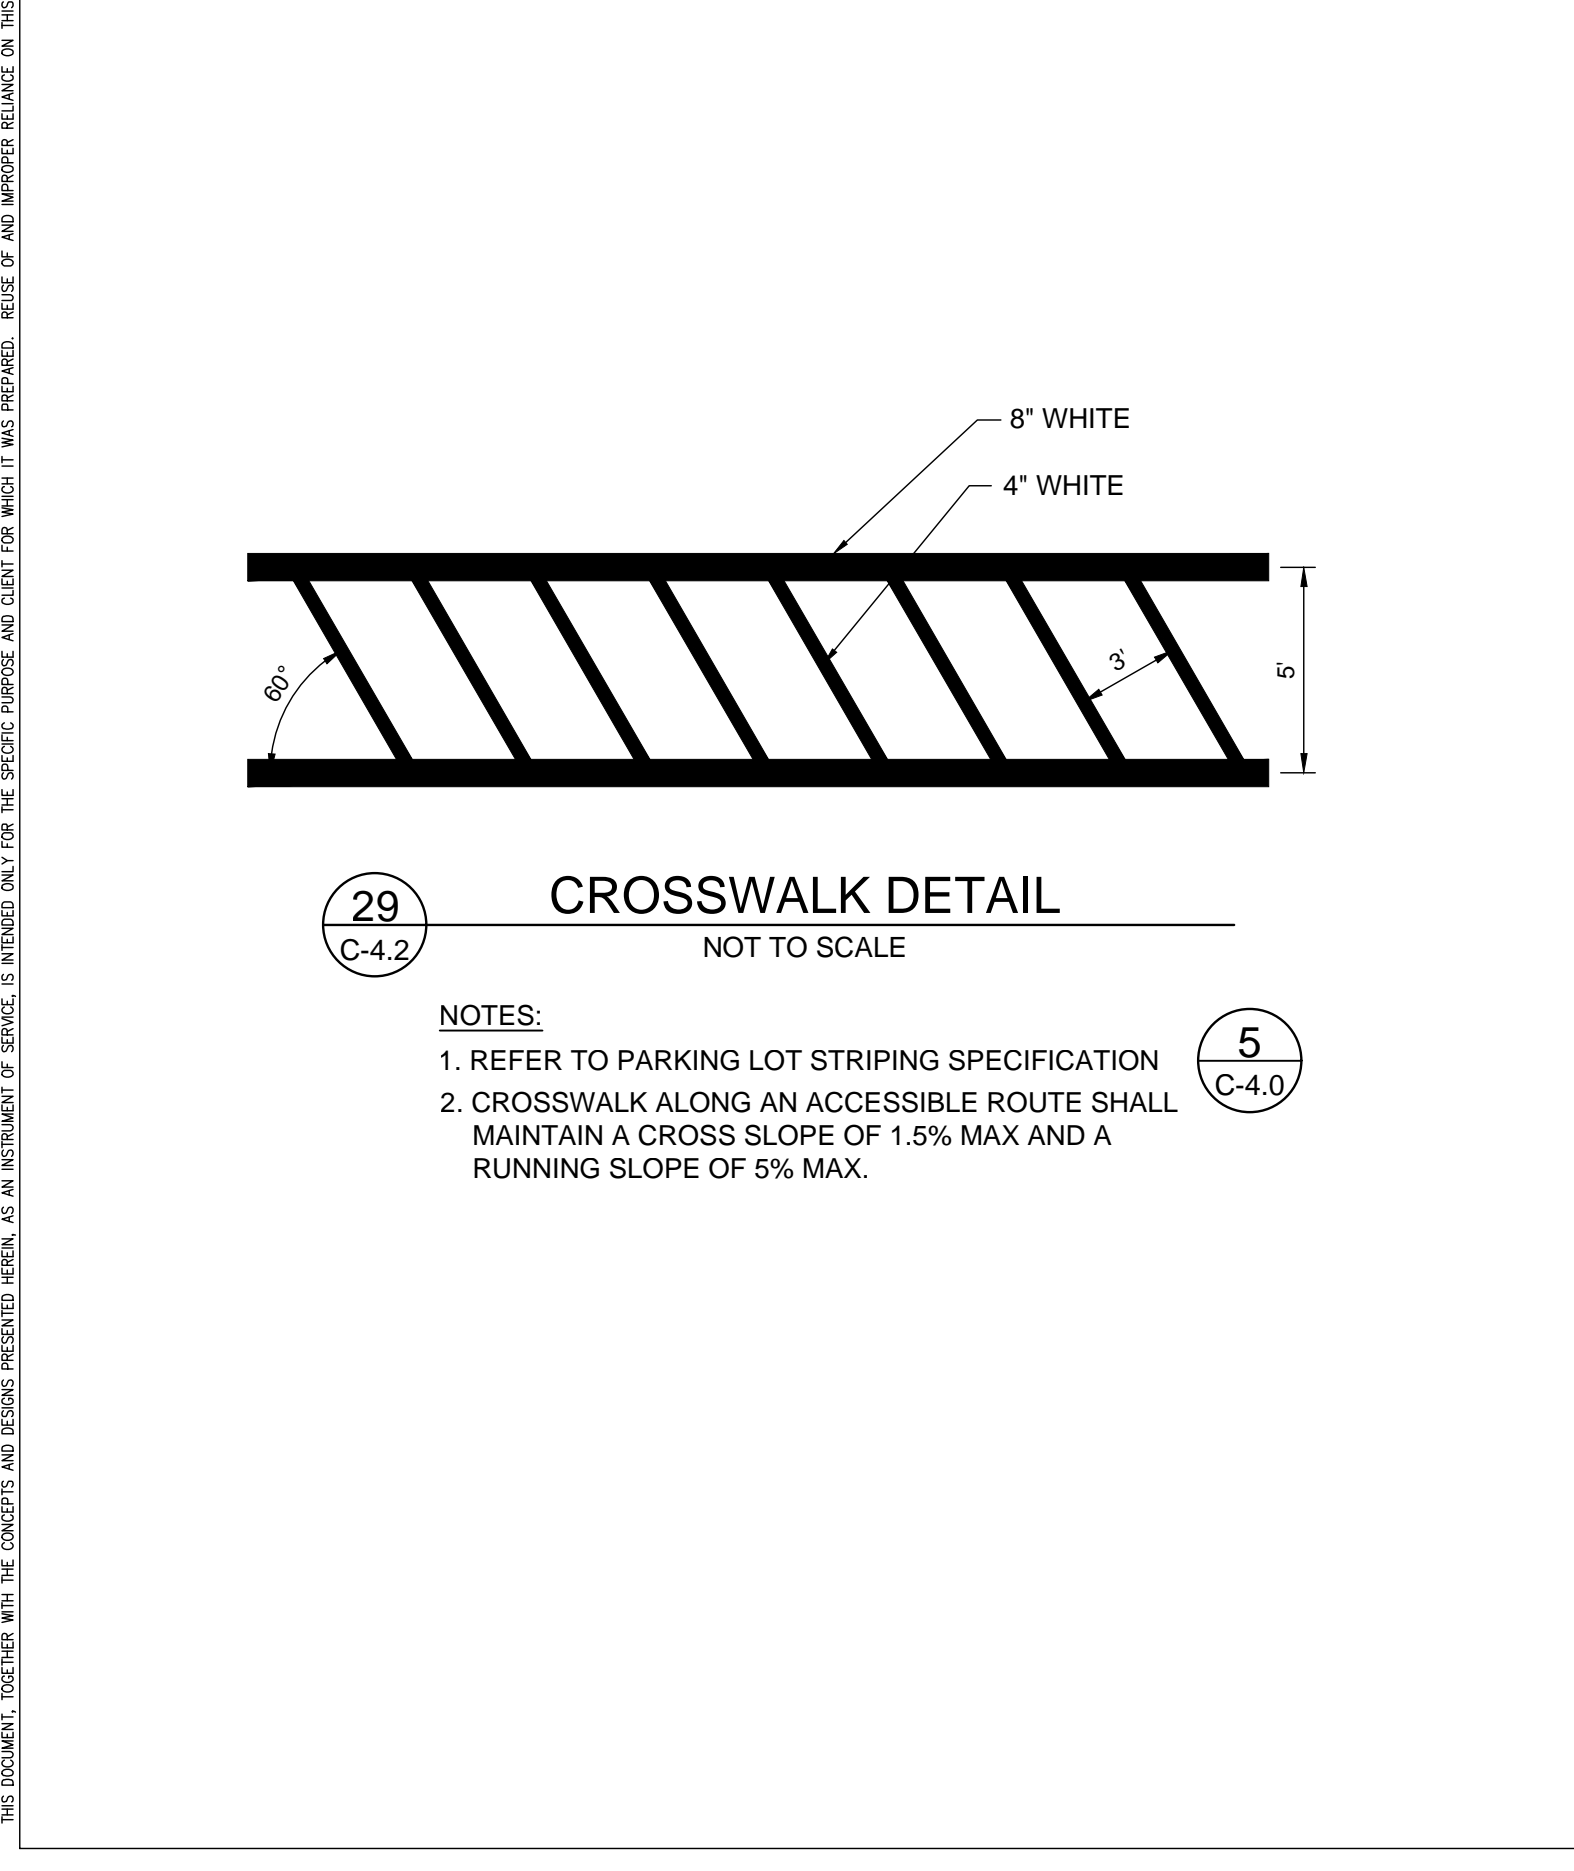 THIS DOCUMENT, TOGETHER WITH THE CONCEPTS AND DESIGNS PRESENTED HEREIN, AS AN INSTRUMENT OF SERVICE, IS INTENDED ONLY FOR THE SPECIFIC PURPOSE AND CLIENT FOR WHICH IT WAS PREPARED. REUSE OF AND IMPROPER RELIANCE ON THIS
8" WHITE
4" WHITE
60°
3'
5'
29
C-4.2
CROSSWALK DETAIL
NOT TO SCALE
NOTES:
1. REFER TO PARKING LOT STRIPING SPECIFICATION
5
C-4.0
2. CROSSWALK ALONG AN ACCESSIBLE ROUTE SHALL
MAINTAIN A CROSS SLOPE OF 1.5% MAX AND A
RUNNING SLOPE OF 5% MAX.